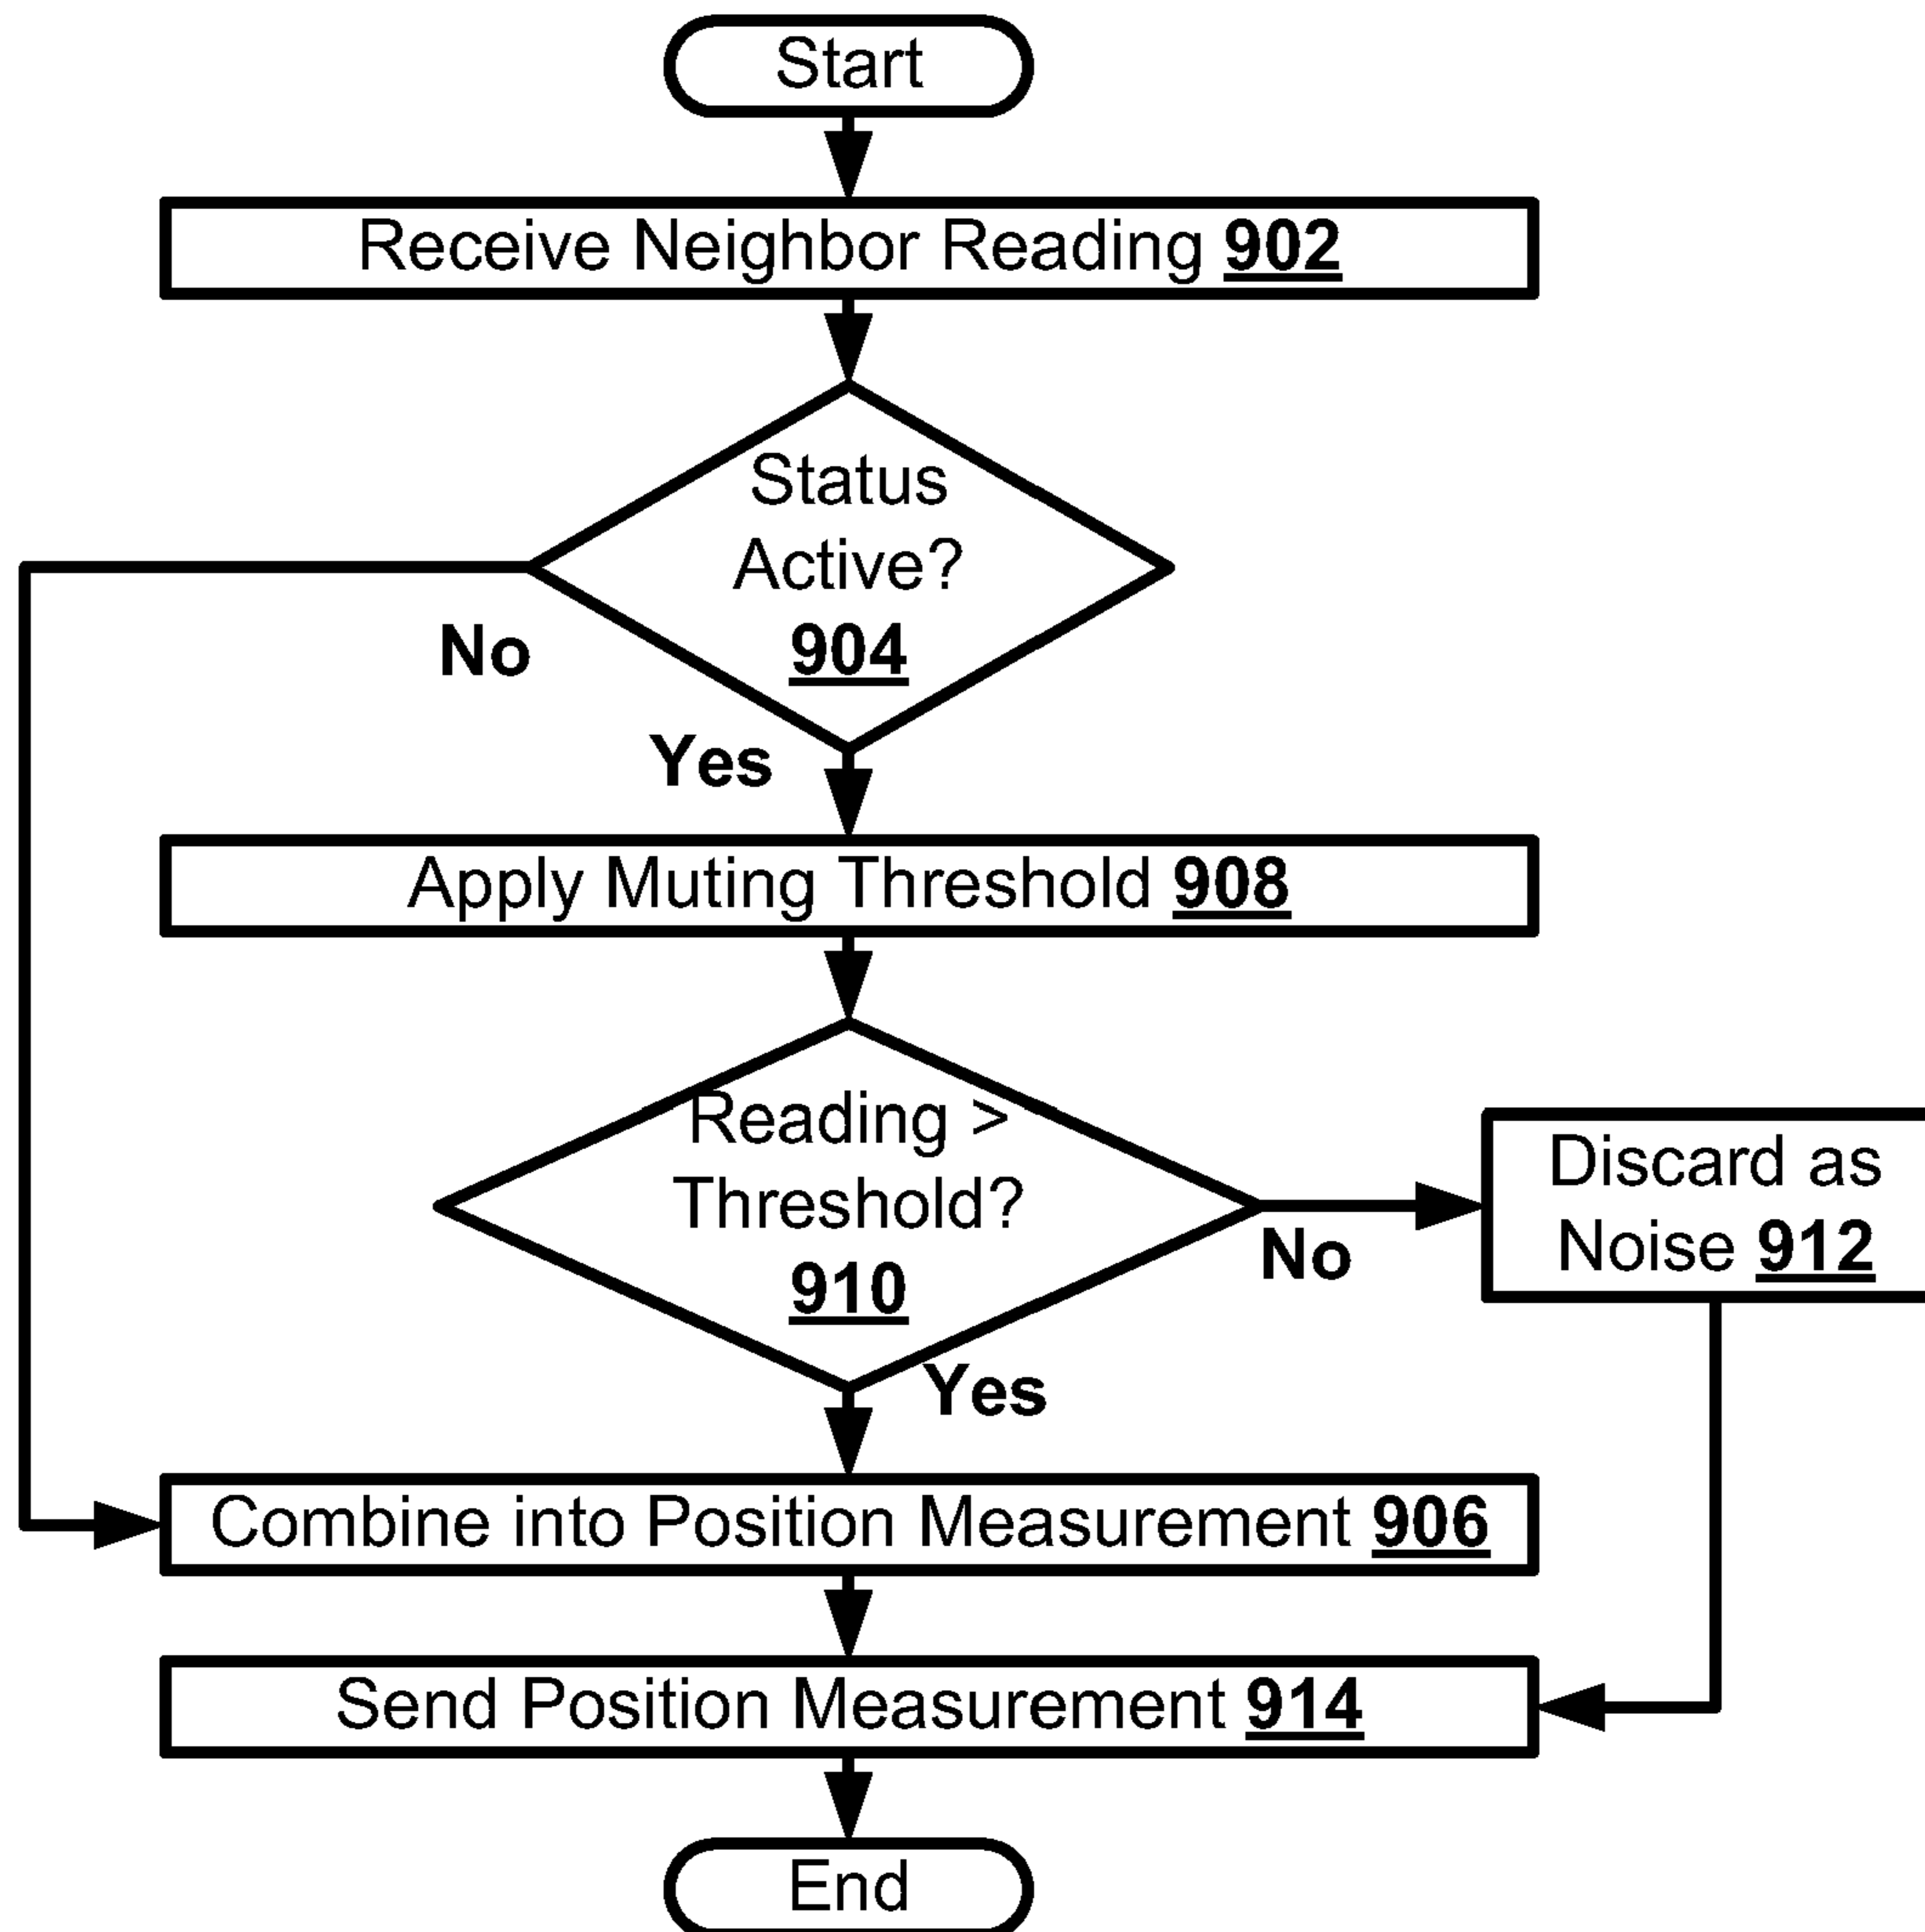 Start
Receive Neighbor Reading 902
Status
Active?
904
No
Yes
Apply Muting Threshold 908
Reading >
Threshold?
910
No
Discard as
Noise 912
Yes
Combine into Position Measurement 906
Send Position Measurement 914
End